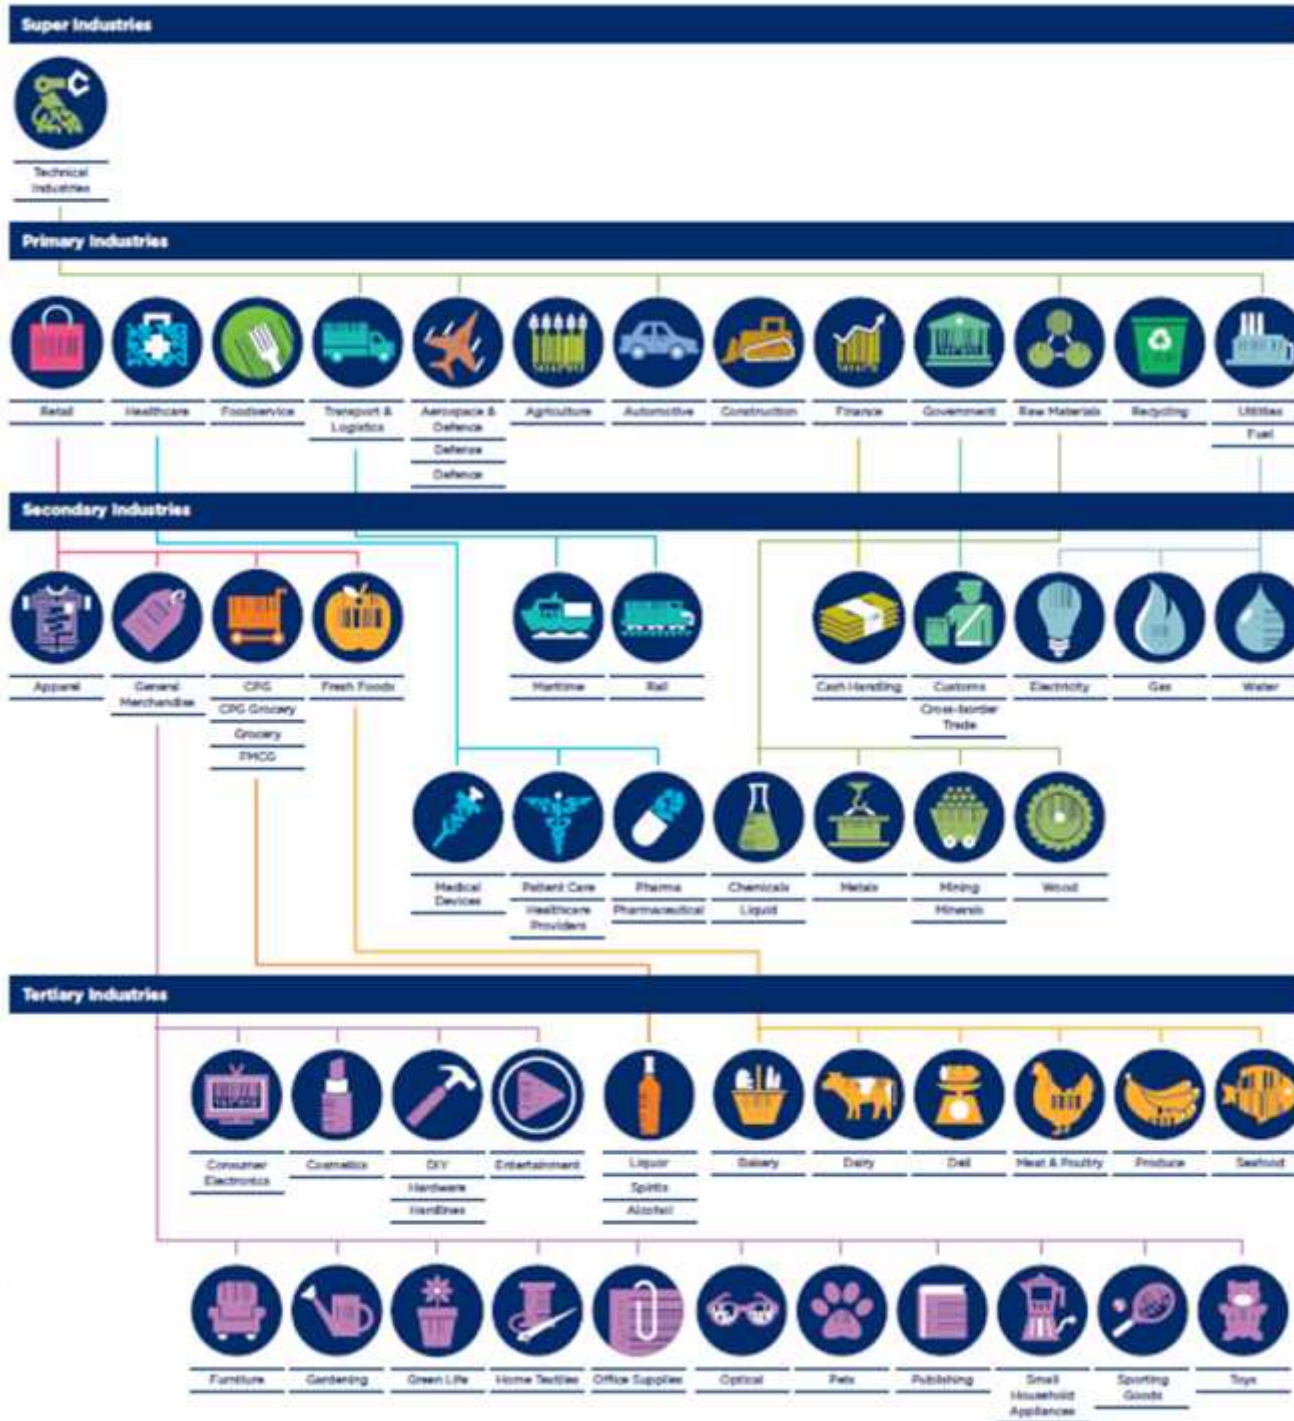 Super Industries
Technical
Industries
Primary Industries
Retail
Healthcare
Foodservice
Transport &
Logistics
Aerospace &
Defence
Defense
Defence
Agriculture
Automotive
Construction
Finance
Government
Raw Materials
Recycling
Utilities
Fuel
Secondary Industries
Apparel
General
Merchandise
CPG
CPG Grocery
Grocery
FMCG
Fresh Foods
Maritime
Rail
Cash Handling
Customs
Cross-border
Trade
Electricity
Gas
Water
Medical
Devices
Patient Care
Healthcare
Providers
Pharma
Pharmaceutical
Chemicals
Liquid
Metals
Mining
Minerals
Wood
Tertiary Industries
Consumer
Electronics
Cosmetics
DIY
Hardware
Hardlines
Entertainment
Liquor
Spirits
Alcohol
Bakery
Dairy
Deli
Meat & Poultry
Produce
Seafood
Furniture
Gardening
Green Life
Home Textiles
Office Supplies
Optical
Pets
Publishing
Small
Household
Appliances
Sporting
Goods
Toys